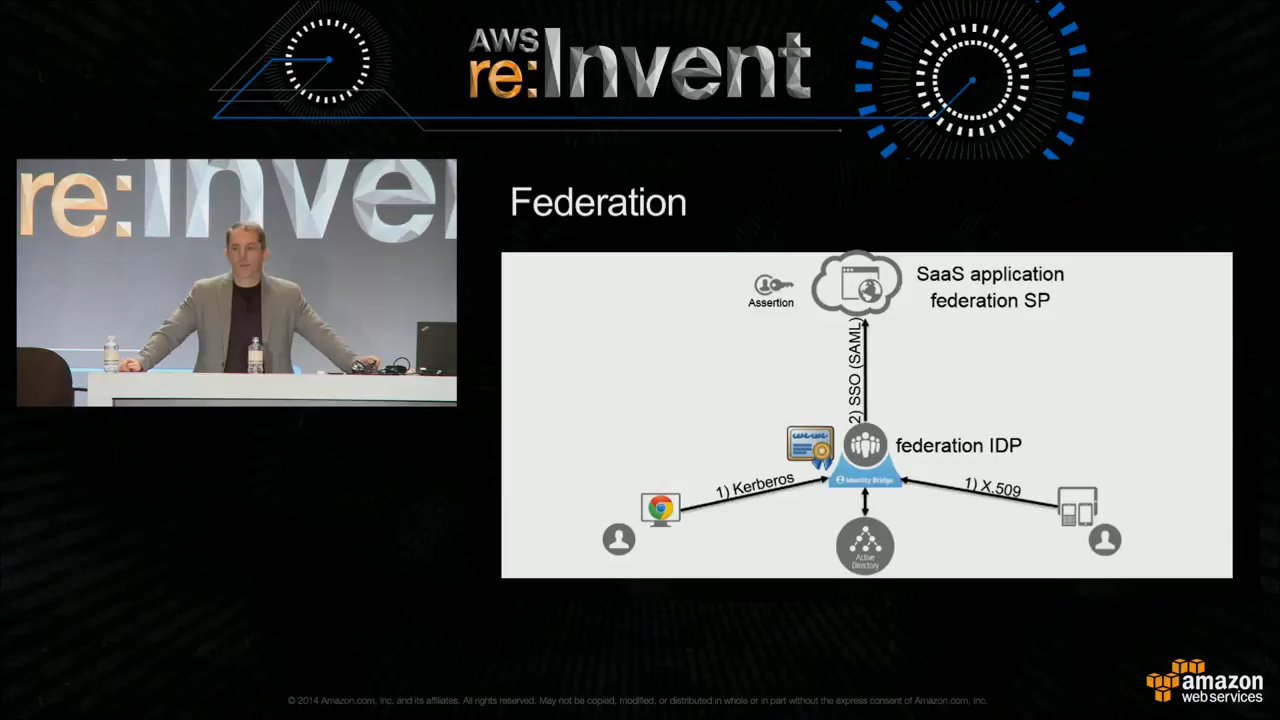 AWS
re:Invent
re:Inve
Federation
SaaS application
federation SP
Assertion
2) SSO (SAML)
federation IDP
Identity Bridge
1) Kerberos
1) X.509
Active
Directory
© 2014 Amazon.com, Inc, and its affiliates. All rights reserved. May not be copied, modified, or distributed in whole or in part without the express consent of Amazon.com, Inc.
amazon
web services